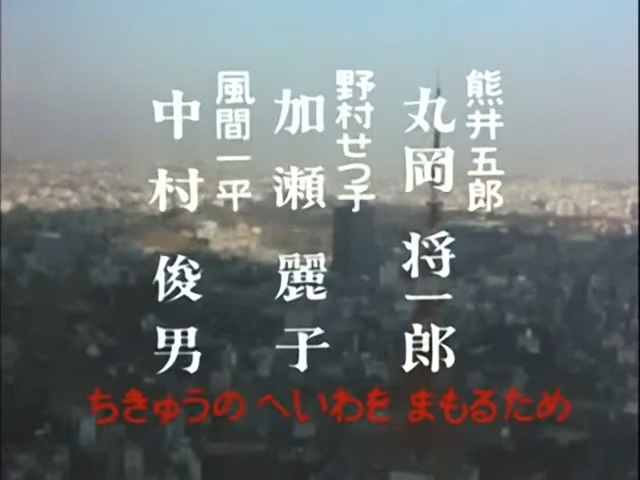 熊井五郎
丸岡将一郎
野村せつ子
加瀬麗子
風間一平
中村俊男
ちきゅうの へいわを まもるため